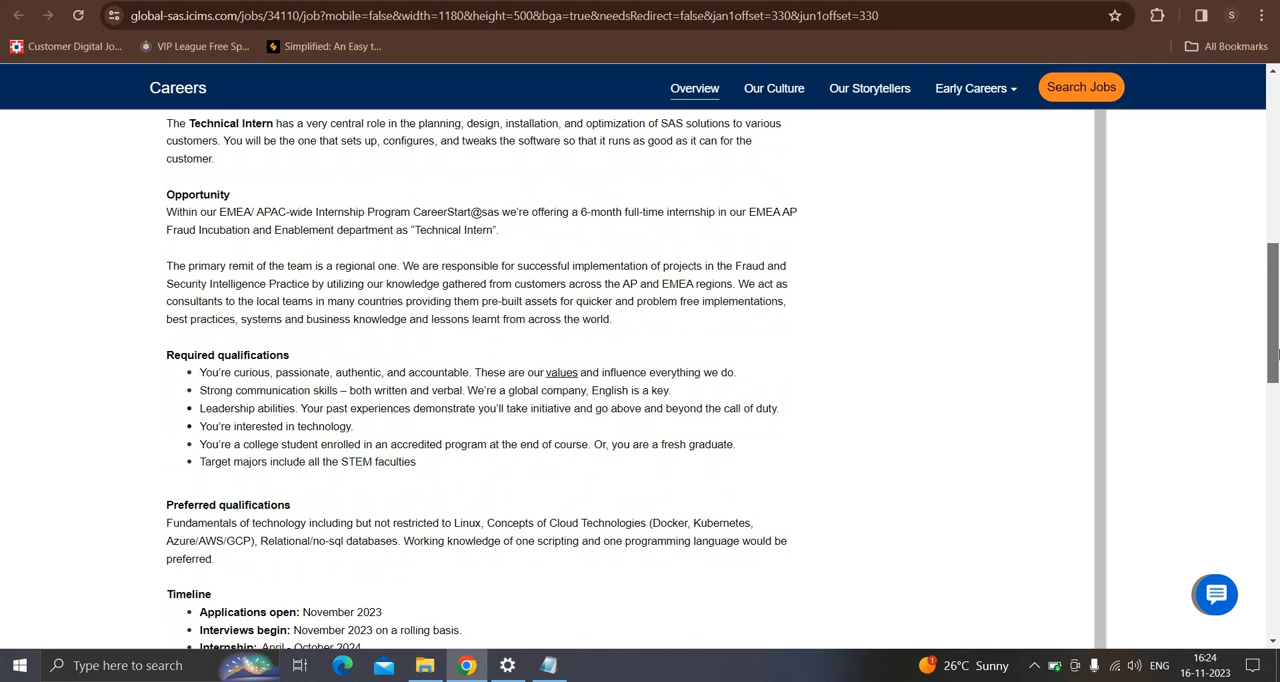 global-sas.icims.com/jobs/34110/job?mobile=false&width=1180&height=500&bga=true&needsRedirect=false&jan1offset=330&jun1offset=330
S
Customer Digital Jo...
VIP League Free Sp...
Simplified: An Easy t...
All Bookmarks
Careers
Overview
Our Culture
Our Storytellers
Early Careers
Search Jobs
The Technical Intern has a very central role in the planning, design, installation, and optimization of SAS solutions to various
customers. You will be the one that sets up, configures, and tweaks the software so that it runs as good as it can for the
customer.
Opportunity
Within our EMEA/ APAC-wide Internship Program CareerStart@sas we're offering a 6-month full-time internship in our EMEA AP
Fraud Incubation and Enablement department as "Technical Intern".
The primary remit of the team is a regional one. We are responsible for successful implementation of projects in the Fraud and
Security Intelligence Practice by utilizing our knowledge gathered from customers across the AP and EMEA regions. We act as
consultants to the local teams in many countries providing them pre-built assets for quicker and problem free implementations,
best practices, systems and business knowledge and lessons learnt from across the world.
Required qualifications
• You're curious, passionate, authentic, and accountable. These are our values and influence everything we do.
• Strong communication skills – both written and verbal. We're a global company, English is a key.
• Leadership abilities. Your past experiences demonstrate you'll take initiative and go above and beyond the call of duty.
• You're interested in technology.
• You're a college student enrolled in an accredited program at the end of course. Or, you are a fresh graduate.
• Target majors include all the STEM faculties
Preferred qualifications
Fundamentals of technology including but not restricted to Linux, Concepts of Cloud Technologies (Docker, Kubernetes,
Azure/AWS/GCP), Relational/no-sql databases. Working knowledge of one scripting and one programming language would be
preferred.
Timeline
• Applications open: November 2023
• Interviews begin: November 2023 on a rolling basis.
• Internship: April - October 2024
Type here to search
1
26°C Sunny
ENG
16:24
16-11-2023